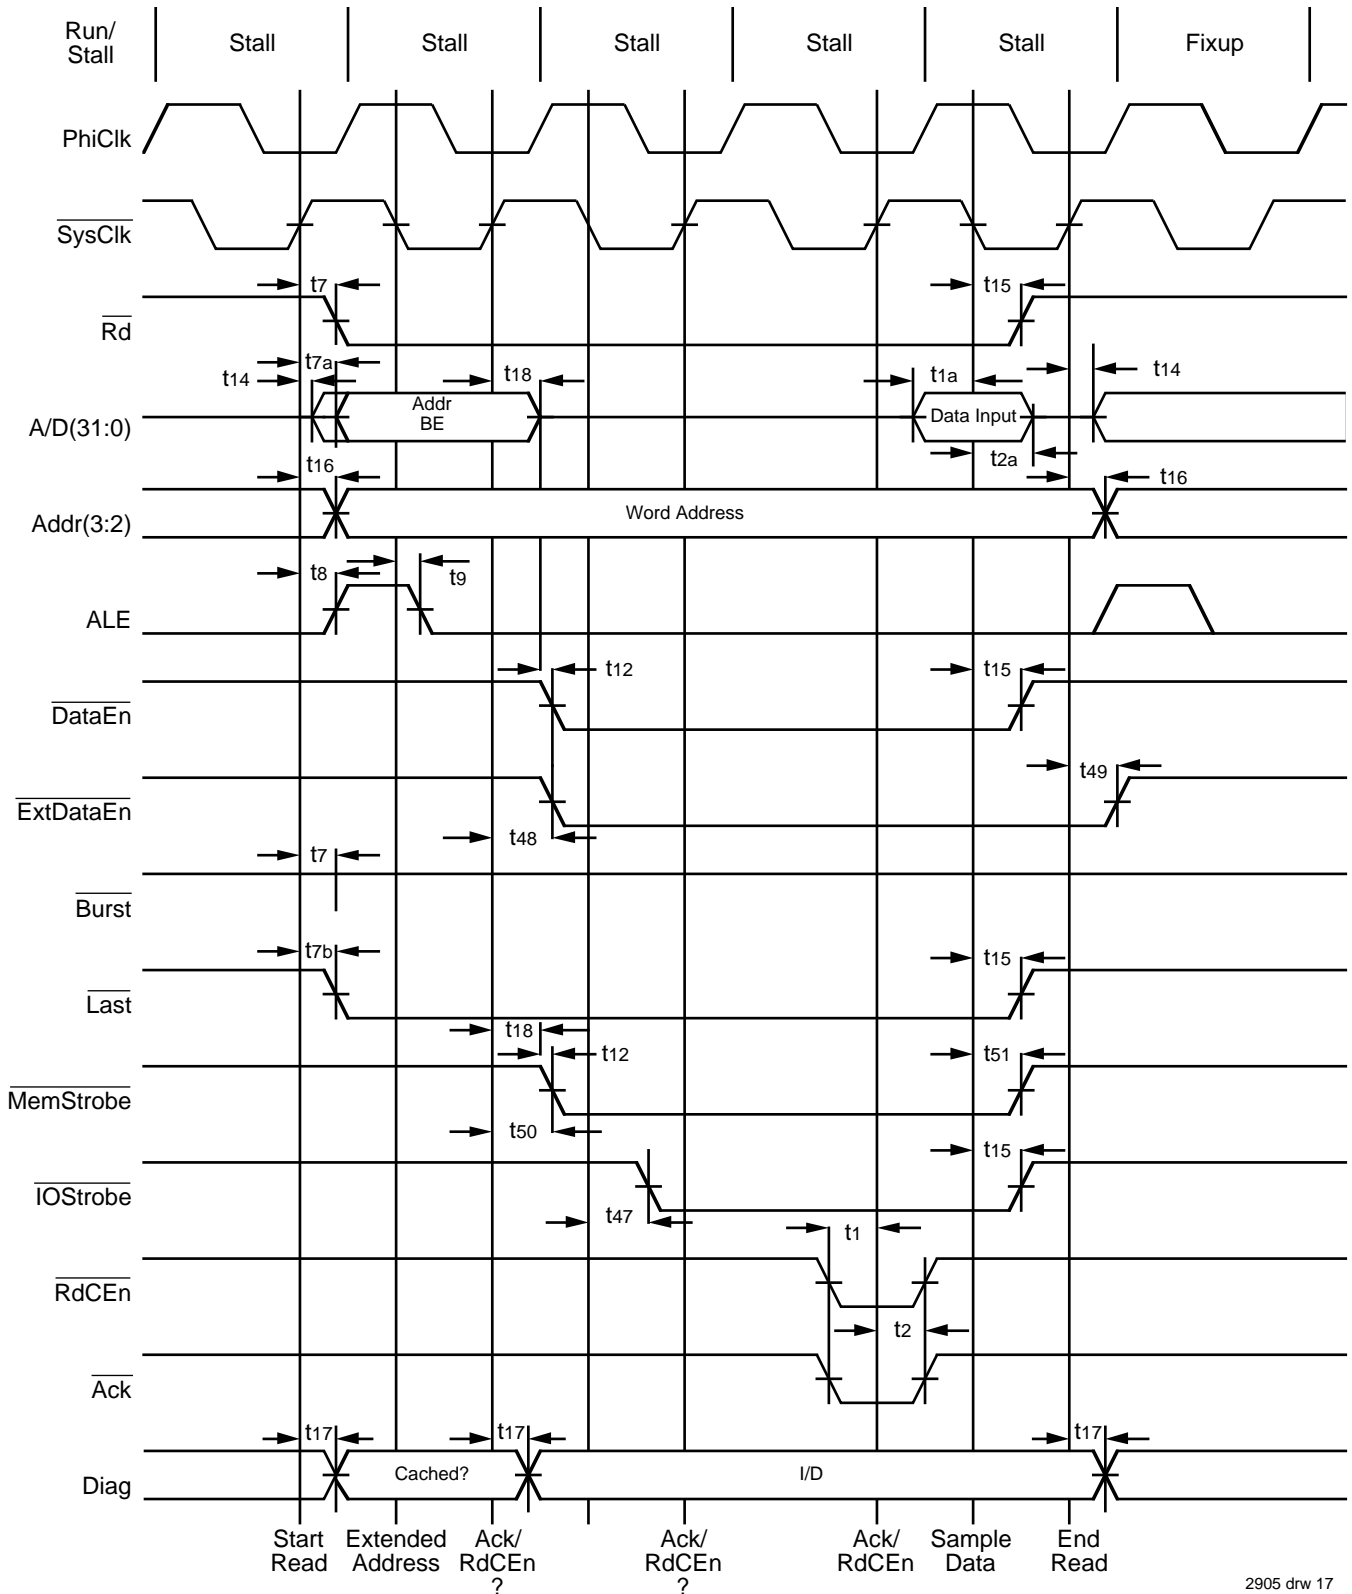 Run/
Stall
Stall
Stall
Stall
Stall
Stall
Fixup
PhiClk
SysClk
t7
t15
Rd
t7a
t14
t18
t1a
t14
A/D(31:0)
Addr
BE
Data Input
t2a
t16
t16
Addr(3:2)
Word Address
t8
t9
ALE
t12
t15
DataEn
t49
ExtDataEn
t48
t7
Burst
t7b
t15
Last
t18
t12
t51
MemStrobe
t50
t15
IOStrobe
t47
t1
RdCEn
t2
Ack
t17
t17
t17
Diag
Cached?
I/D
Start
Read
Extended
Address
Ack/
RdCEn
?
Ack/
RdCEn
?
Ack/
RdCEn
Sample
Data
End
Read
2905 drw 17